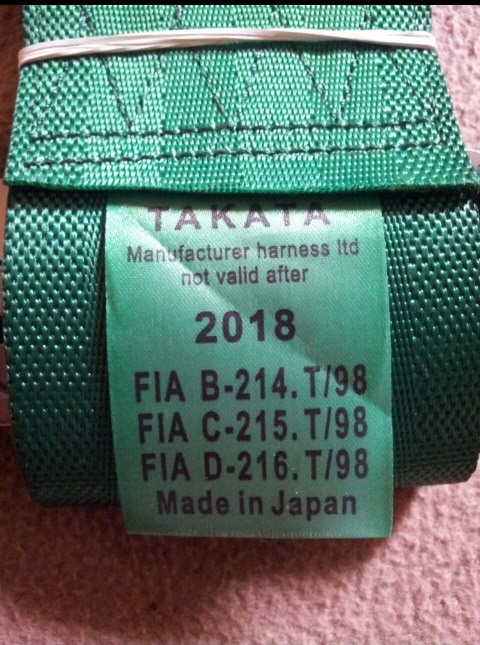 TAKATA
Manufacturer harness ltd
not valid after
2018
FIA B-214.T/98
FIA C-215.T/98
FIA D-216.T/98
Made in Japan